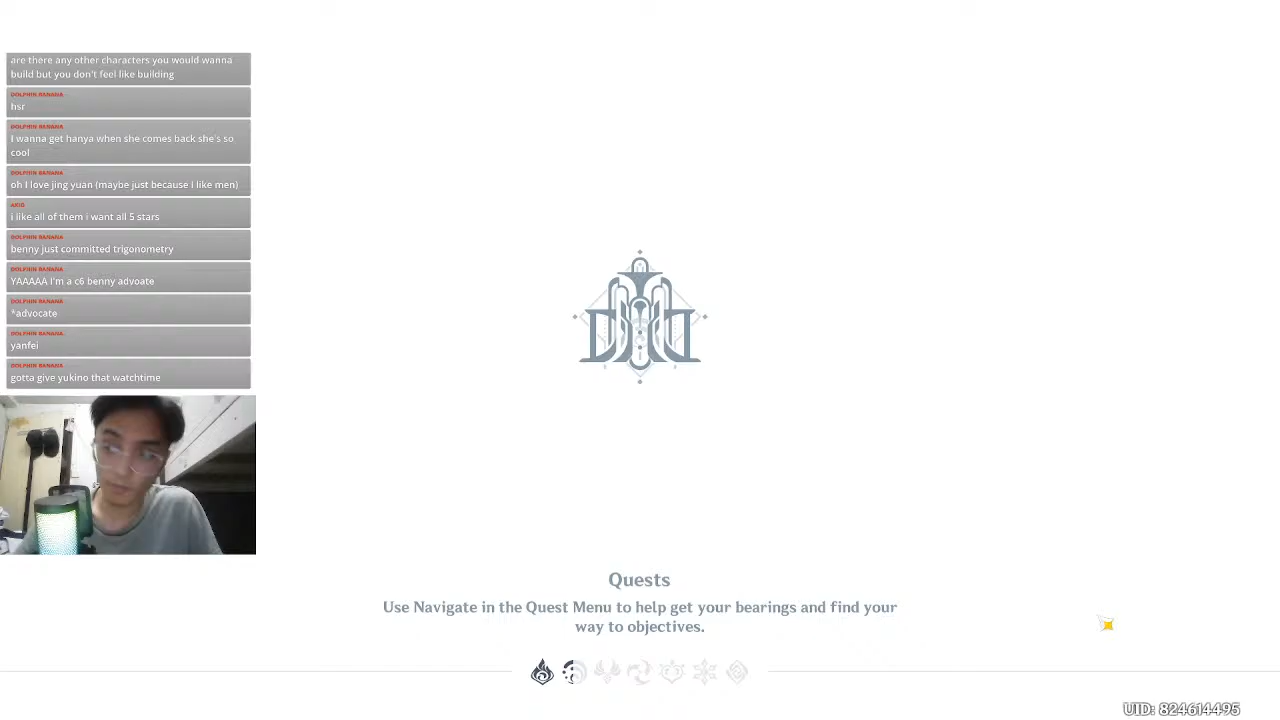 are there any other characters you would wanna
build but you don't feel like building
DOLPHIN BANANA
hsr
DOLPHIN BANANA
I wanna get hanya when she comes back she's so
cool
DOLPHIN BANANA
oh I love jing yuan (maybe just because I like men)
AKIO
i like all of them i want all 5 stars
DOLPHIN BANANA
benny just committed trigonometry
DOLPHIN BANANA
YAAAAA I'm a c6 benny advoate
DOLPHIN BANANA
*advocate
DOLPHIN BANANA
yanfei
DOLPHIN BANANA
gotta give yukino that watchtime
Quests
Use Navigate in the Quest Menu to help get your bearings and find your
way to objectives.
UID: 824614495